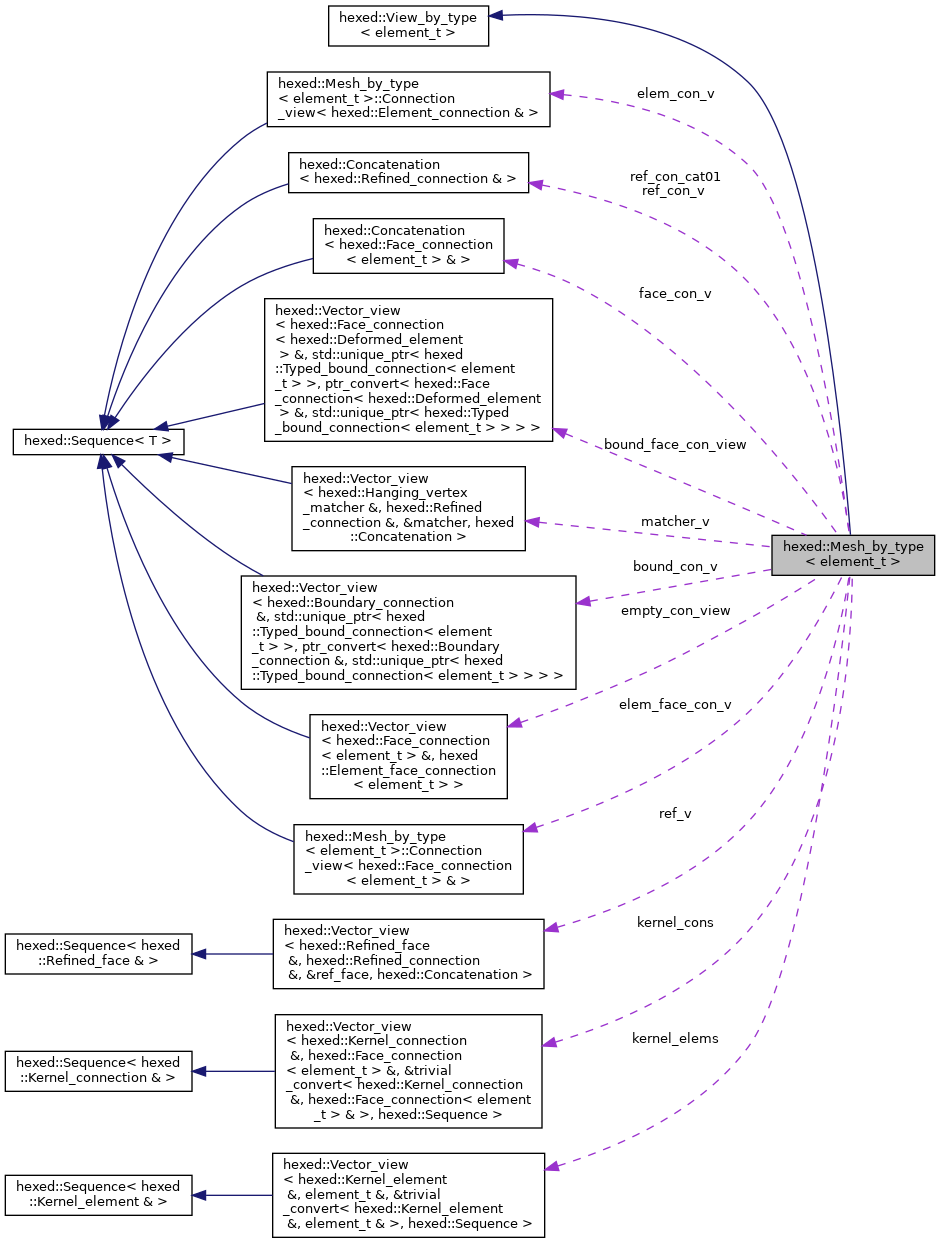 hexed::View_by_type
< element_t >
hexed::Mesh_by_type
< element_t >::Connection
_view< hexed::Element_connection & >
elem_con_v
hexed::Concatenation
< hexed::Refined_connection & >
ref_con_cat01
ref_con_v
hexed::Concatenation
< hexed::Face_connection
< element_t > & >
face_con_v
hexed::Vector_view
< hexed::Face_connection
< hexed::Deformed_element
> &, std::unique_ptr< hexed
::Typed_bound_connection< element
_t > >, ptr_convert< hexed::Face
_connection< hexed::Deformed_element
> &, std::unique_ptr< hexed::Typed
_bound_connection< element_t > > > >
bound_face_con_view
hexed::Sequence< T >
hexed::Vector_view
< hexed::Hanging_vertex
_matcher &, hexed::Refined
_connection &, &matcher, hexed
::Concatenation >
matcher_v
hexed::Mesh_by_type
< element_t >
hexed::Vector_view
< hexed::Boundary_connection
&, std::unique_ptr< hexed
::Typed_bound_connection< element
_t > >, ptr_convert< hexed::Boundary
_connection &, std::unique_ptr< hexed
::Typed_bound_connection< element_t > > > >
bound_con_v
empty_con_view
hexed::Vector_view
< hexed::Face_connection
< element_t > &, hexed
::Element_face_connection
< element_t > >
elem_face_con_v
hexed::Mesh_by_type
< element_t >::Connection
_view< hexed::Face_connection
< element_t > & >
ref_v
hexed::Sequence< hexed
::Refined_face & >
hexed::Vector_view
< hexed::Refined_face
&, hexed::Refined_connection
&, &ref_face, hexed::Concatenation >
kernel_cons
hexed::Sequence< hexed
::Kernel_connection & >
hexed::Vector_view
< hexed::Kernel_connection
&, hexed::Face_connection
< element_t > &, &trivial
_convert< hexed::Kernel_connection
&, hexed::Face_connection< element
_t > & >, hexed::Sequence >
kernel_elems
hexed::Sequence< hexed
::Kernel_element & >
hexed::Vector_view
< hexed::Kernel_element
&, element_t &, &trivial
_convert< hexed::Kernel_element
&, element_t & >, hexed::Sequence >